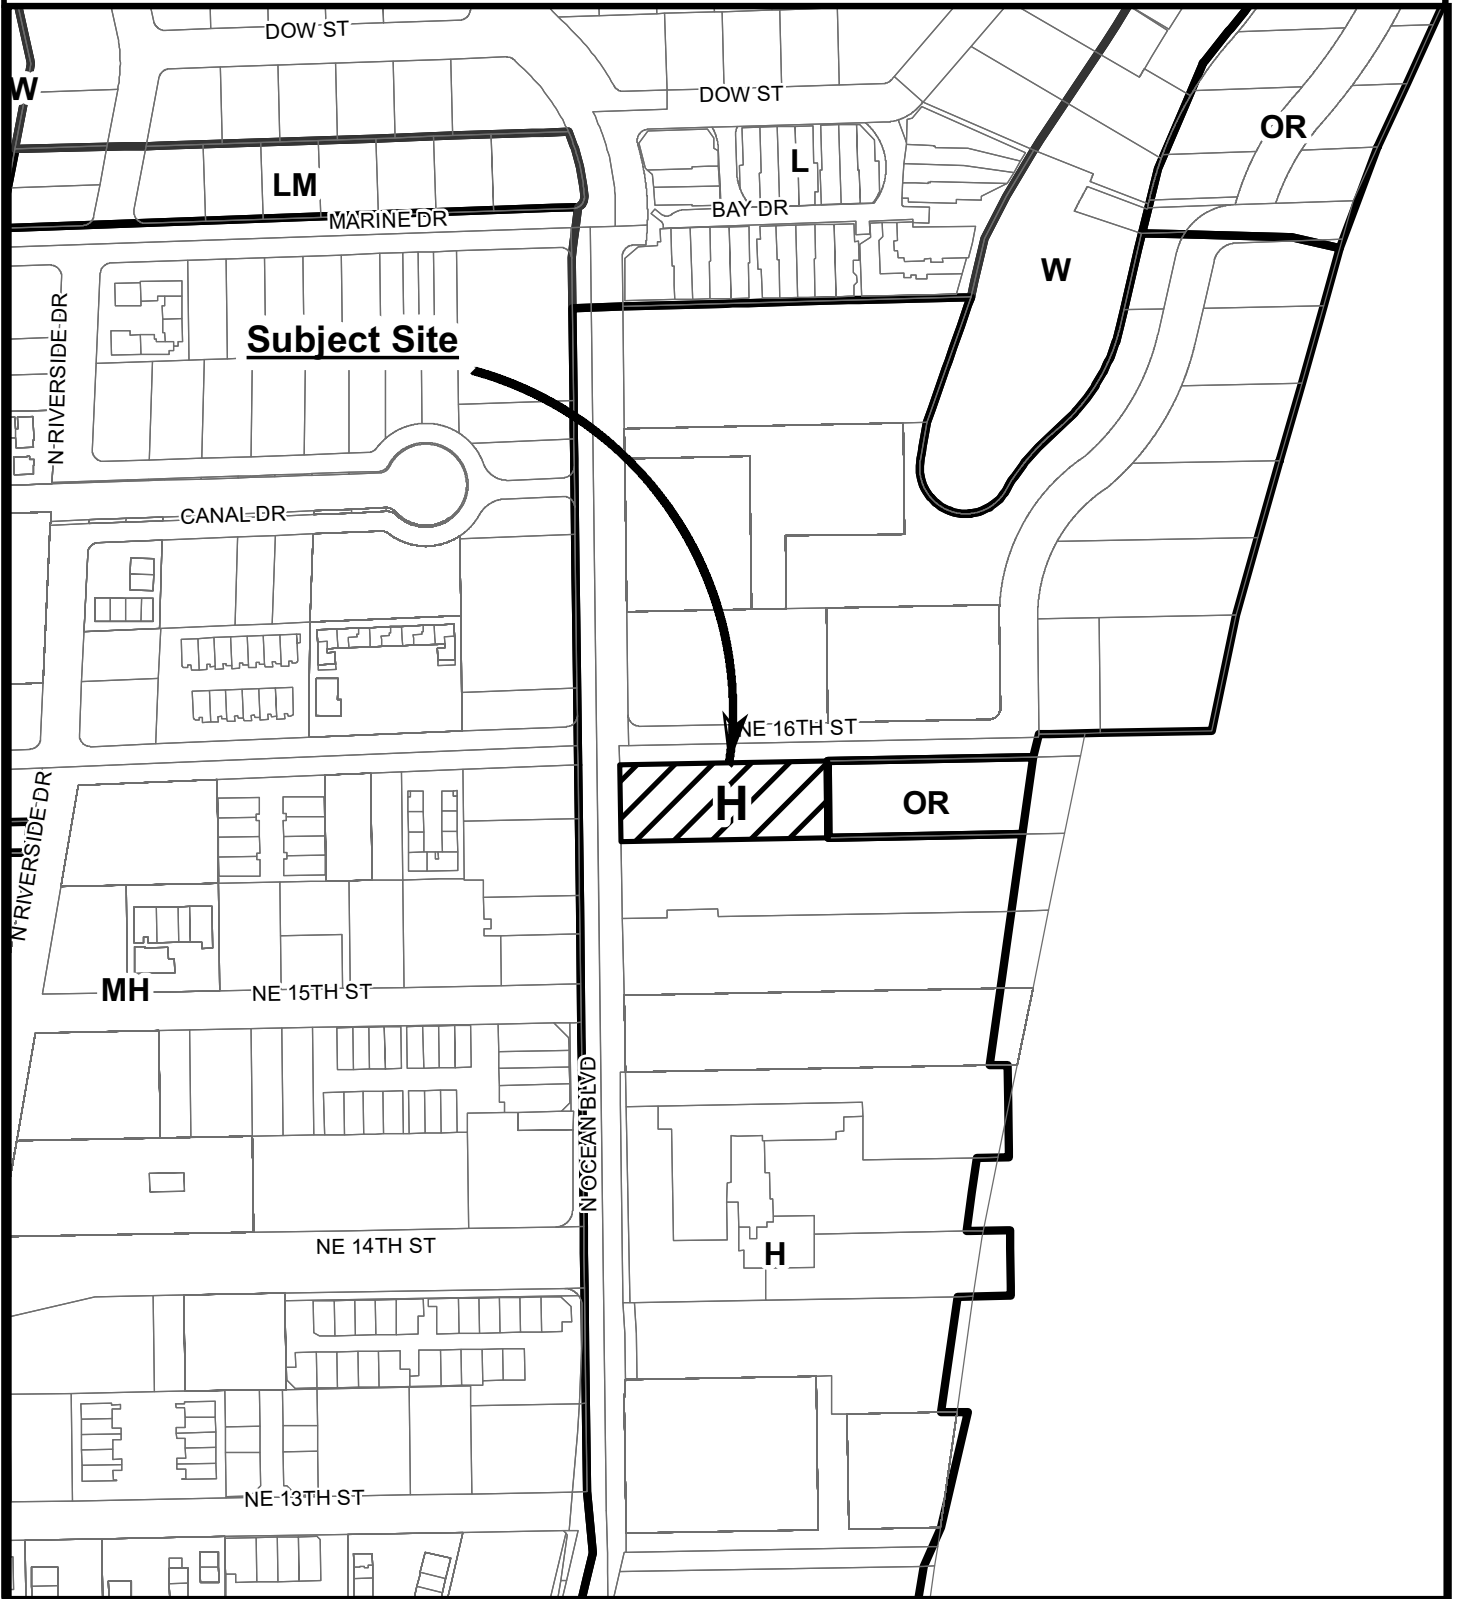 DOW ST
W
DOW ST
OR
L
LM
BAY DR
MARINE DR
W
N RIVERSIDE DR
Subject Site
CANAL DR
NE 16TH ST
H
OR
N RIVERSIDE DR
MH
NE 15TH ST
N OCEAN BLVD
NE 14TH ST
H
NE 13TH ST